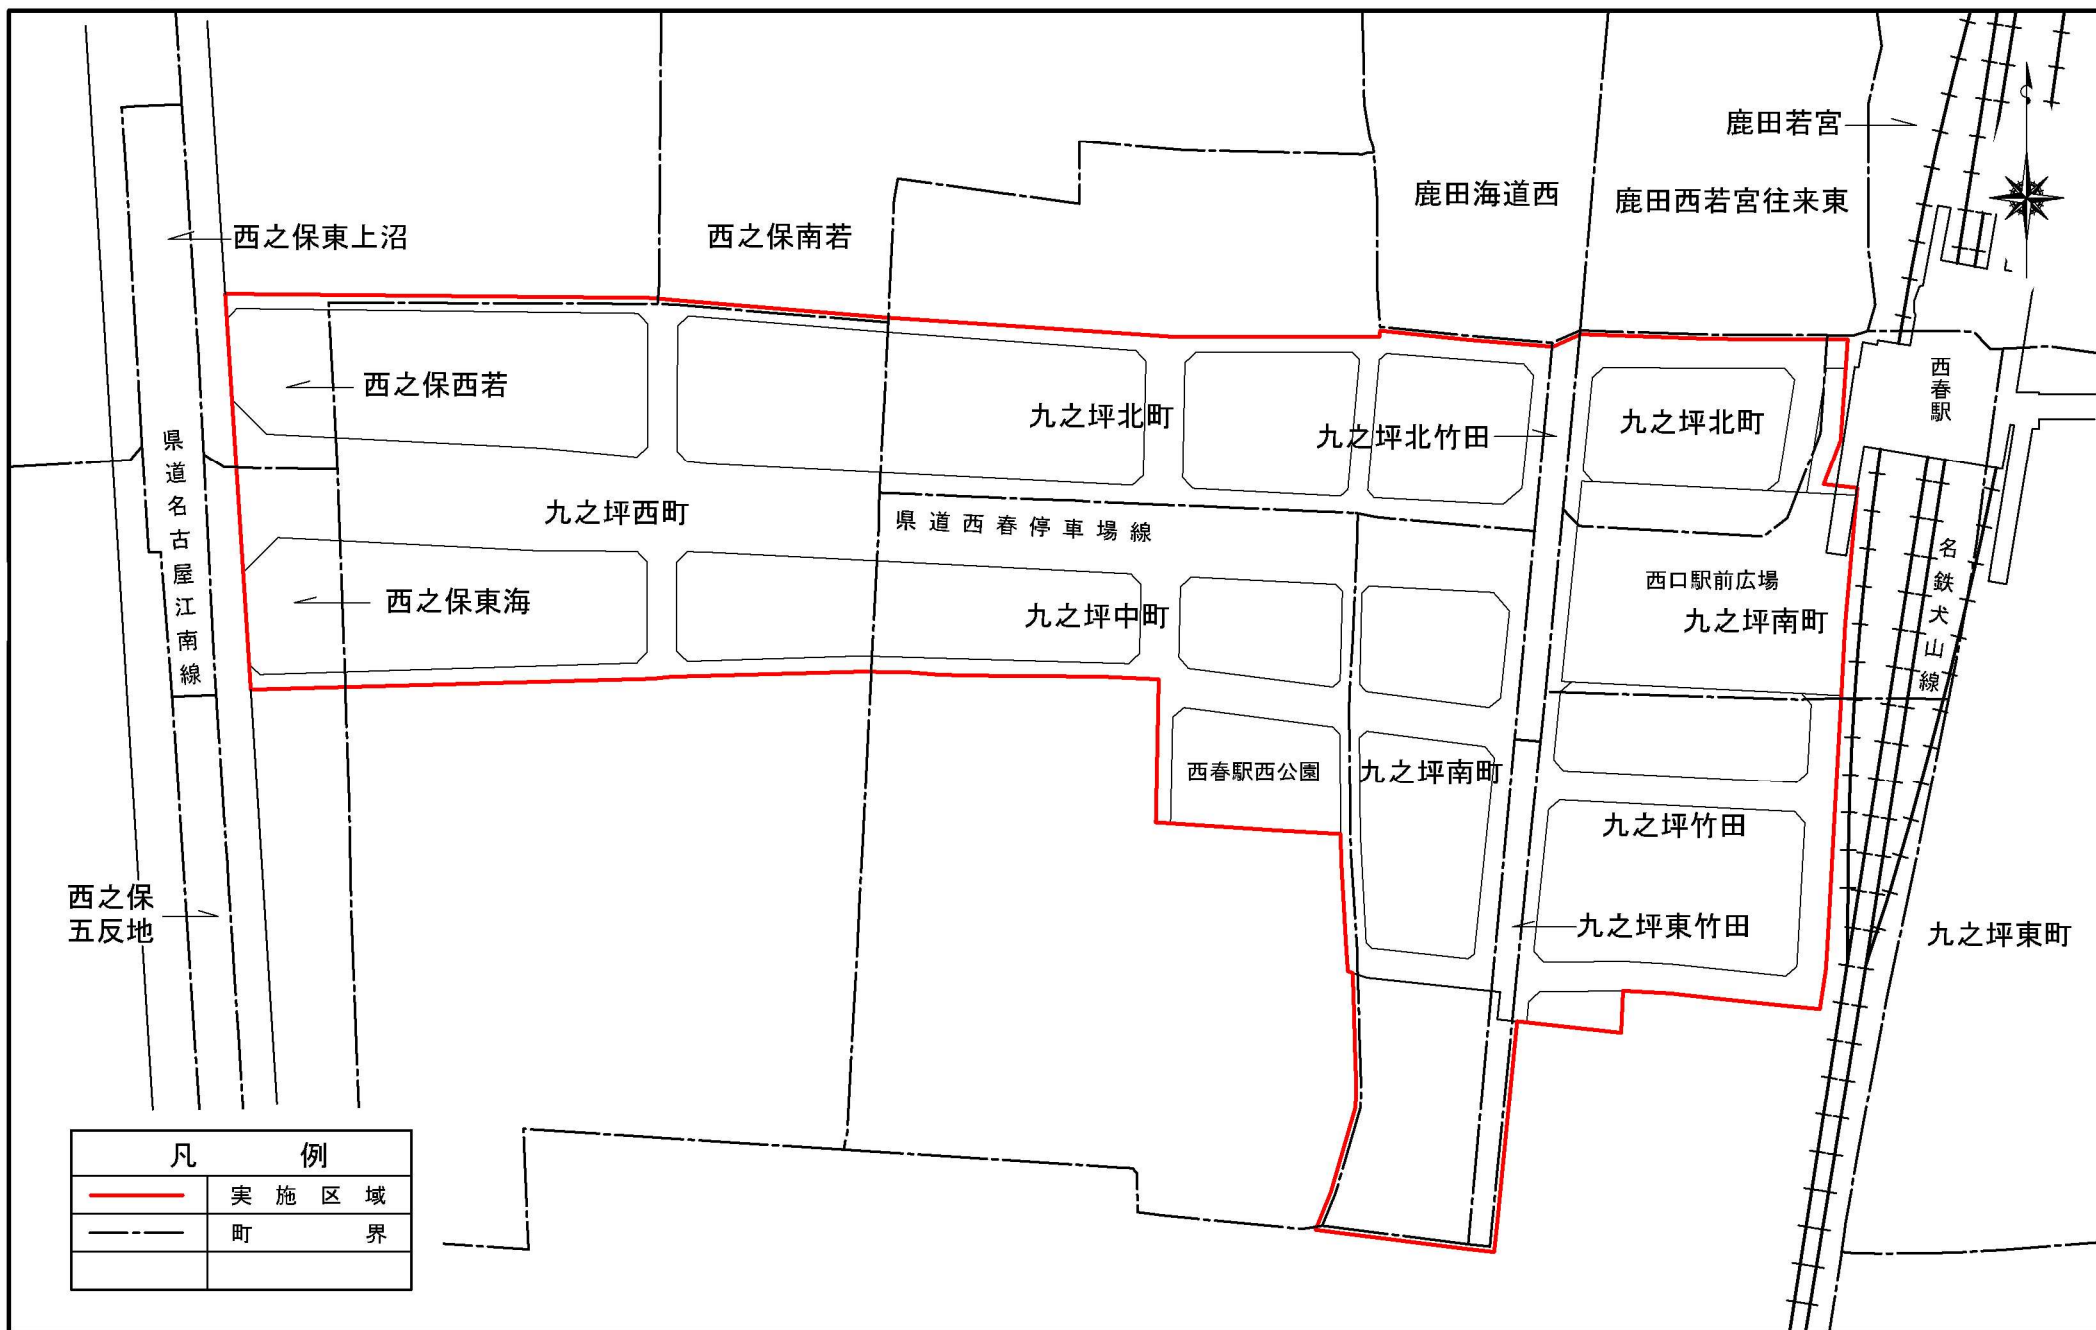 鹿田若宮
鹿田海道西
鹿田西若宮往来東
西之保東上沼
西之保南若
西之保西若
九之坪北町
九之坪北竹田
九之坪北町
西春駅
県道名古屋江南線
九之坪西町
県道西春停車場線
西口駅前広場
九之坪南町
名鉄犬山線
西之保東海
九之坪中町
西春駅西公園
九之坪南町
九之坪竹田
西之保
五反地
九之坪東竹田
九之坪東町
凡例
実施区域
町界